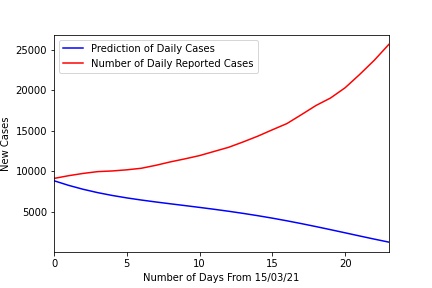 Prediction of Daily Cases
Number of Daily Reported Cases
25000
20000
15000
10000
5000
New Cases
0 5 10 15 20
Number of Days From 15/03/21